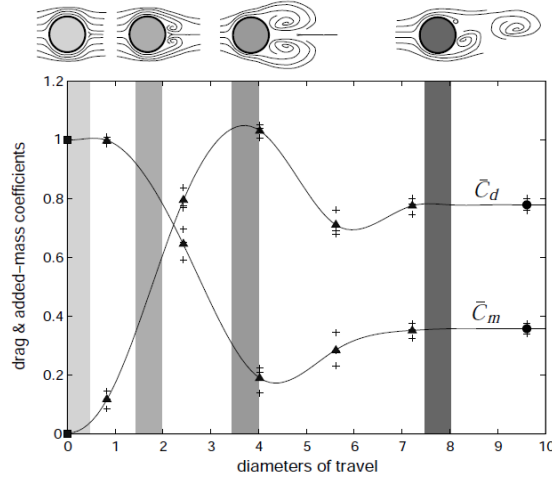 1.2
1
0.8
0.6
0.4
0.2
0
drag & added-mass coefficients
C̄d
C̄m
0 1 2 3 4 5 6 7 8 9 10
diameters of travel